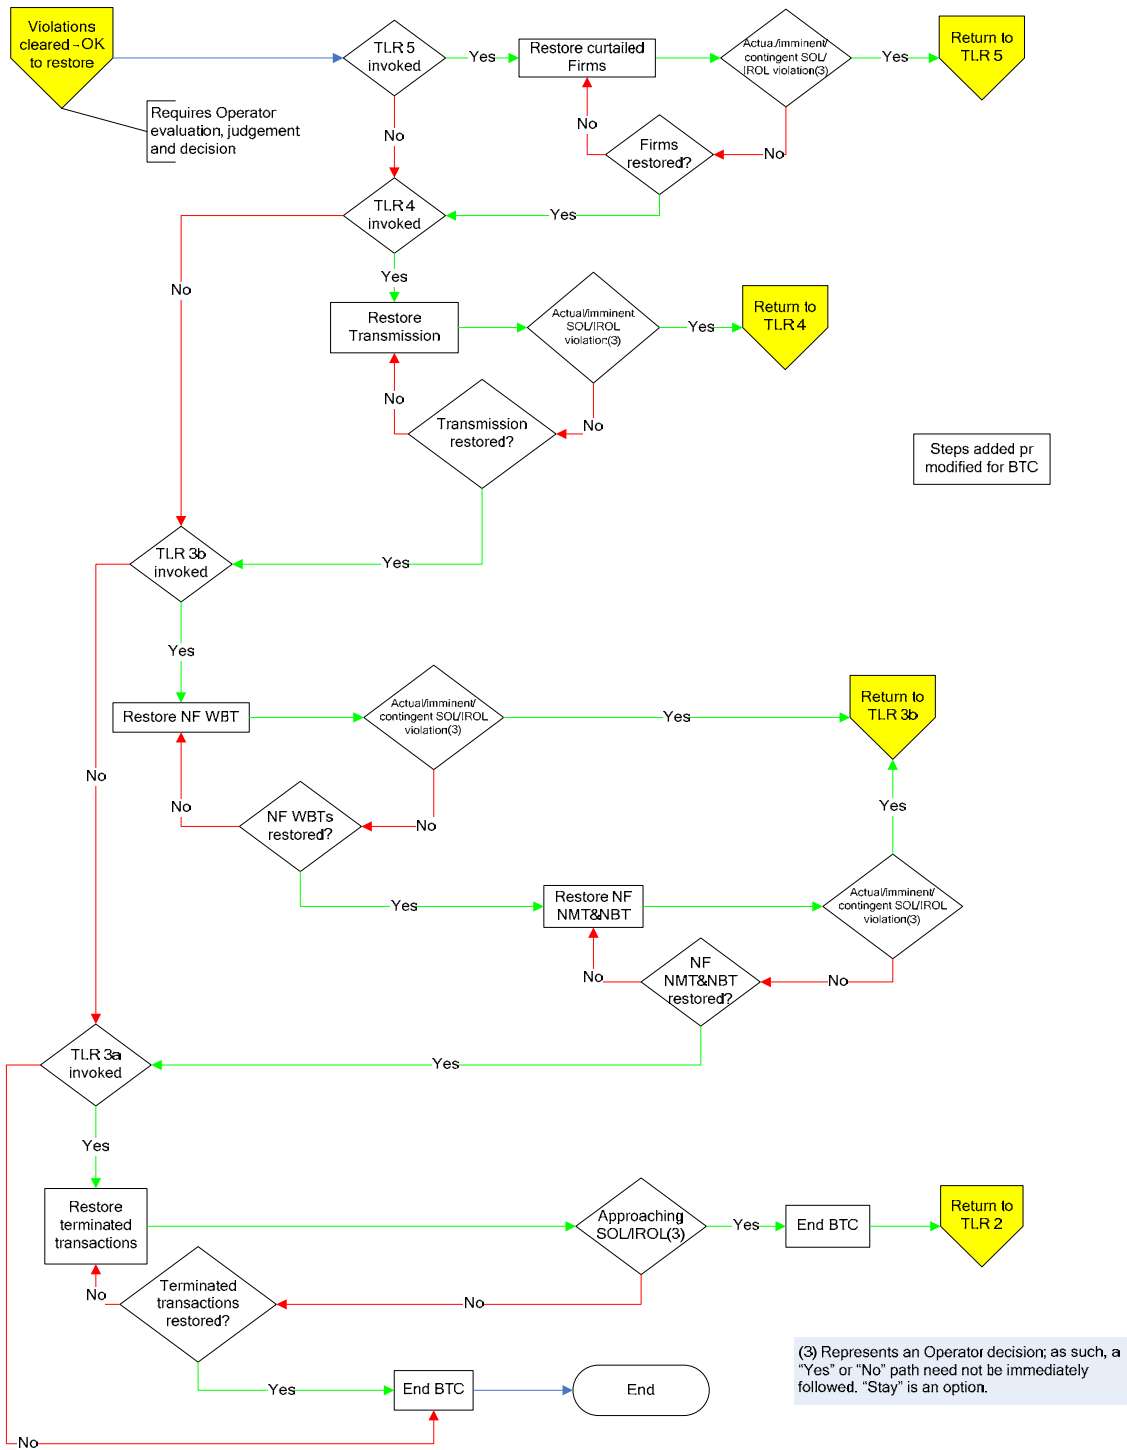 Violations
cleared – OK
to restore
TLR 5
invoked
Yes
Restore curtailed
Firms
Actual/imminent/
contingent SOL/
IROL violation(3)
Yes
Return to
TLR 5
Requires Operator
evaluation, judgement
and decision
No
No
Firms
restored?
No
TLR 4
invoked
Yes
No
Yes
Restore
Transmission
Actual/imminent
SOL/IROL
violation(3)
Yes
Return to
TLR 4
No
Transmission
restored?
No
Steps added pr
modified for BTC
TLR 3b
invoked
Yes
Yes
Restore NF WBT
Actual/imminent/
contingent SOL/IROL
violation(3)
Yes
Return to
TLR 3b
No
No
NF WBTs
restored?
No
Yes
Yes
Restore NF
NMT&NBT
Actual/imminent/
contingent SOL/IROL
violation(3)
No
NF
NMT&NBT
restored?
No
TLR 3a
invoked
Yes
Yes
Restore
terminated
transactions
Approaching
SOL/IROL(3)
Yes
End BTC
Return to
TLR 2
No
Terminated
transactions
restored?
No
Yes
End BTC
End
No
(3) Represents an Operator decision; as such, a
"Yes" or "No" path need not be immediately
followed. "Stay" is an option.